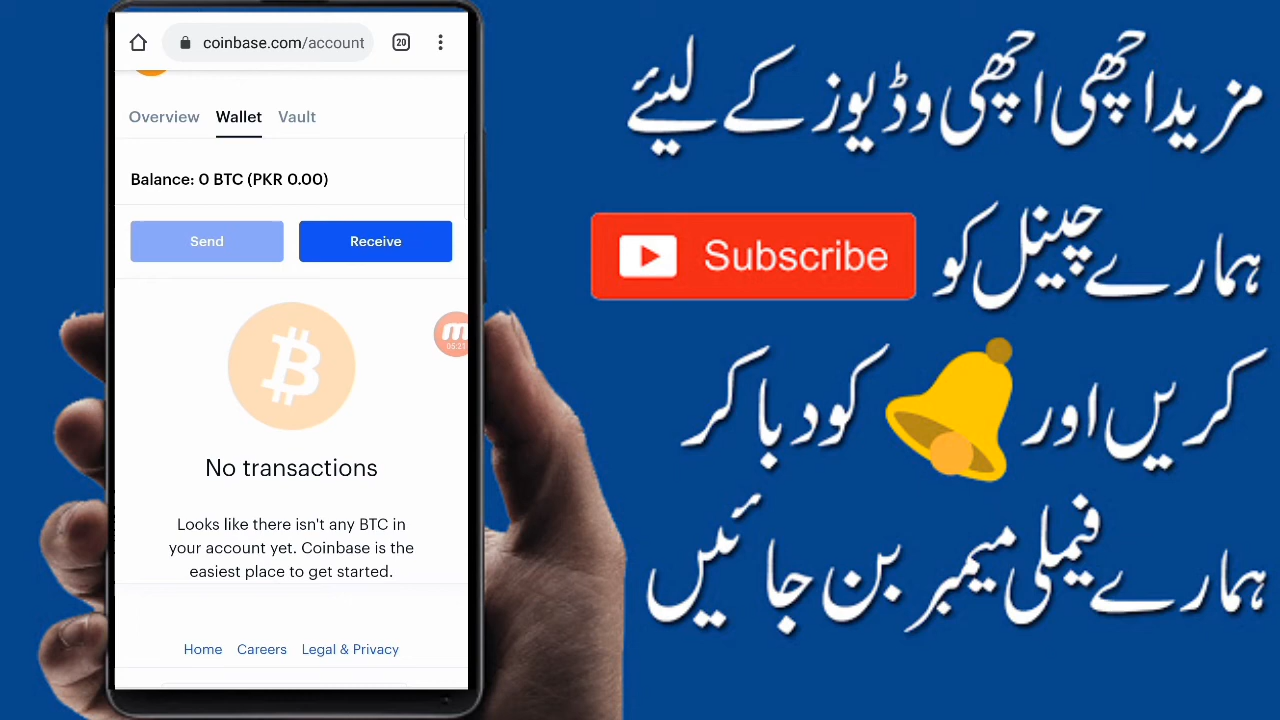 coinbase.com/account
20
Overview Wallet Vault
Balance: 0 BTC (PKR 0.00)
Send Receive
m
05:21
No transactions
Looks like there isn't any BTC in
your account yet. Coinbase is the
easiest place to get started.
Home Careers Legal & Privacy
مزید اچھی اچھی وڈیوز کے لیئے
ہمارے چینل کو Subscribe
کریں اور کو دبا کر
ہمارے فیملی میمبر بن جائیں